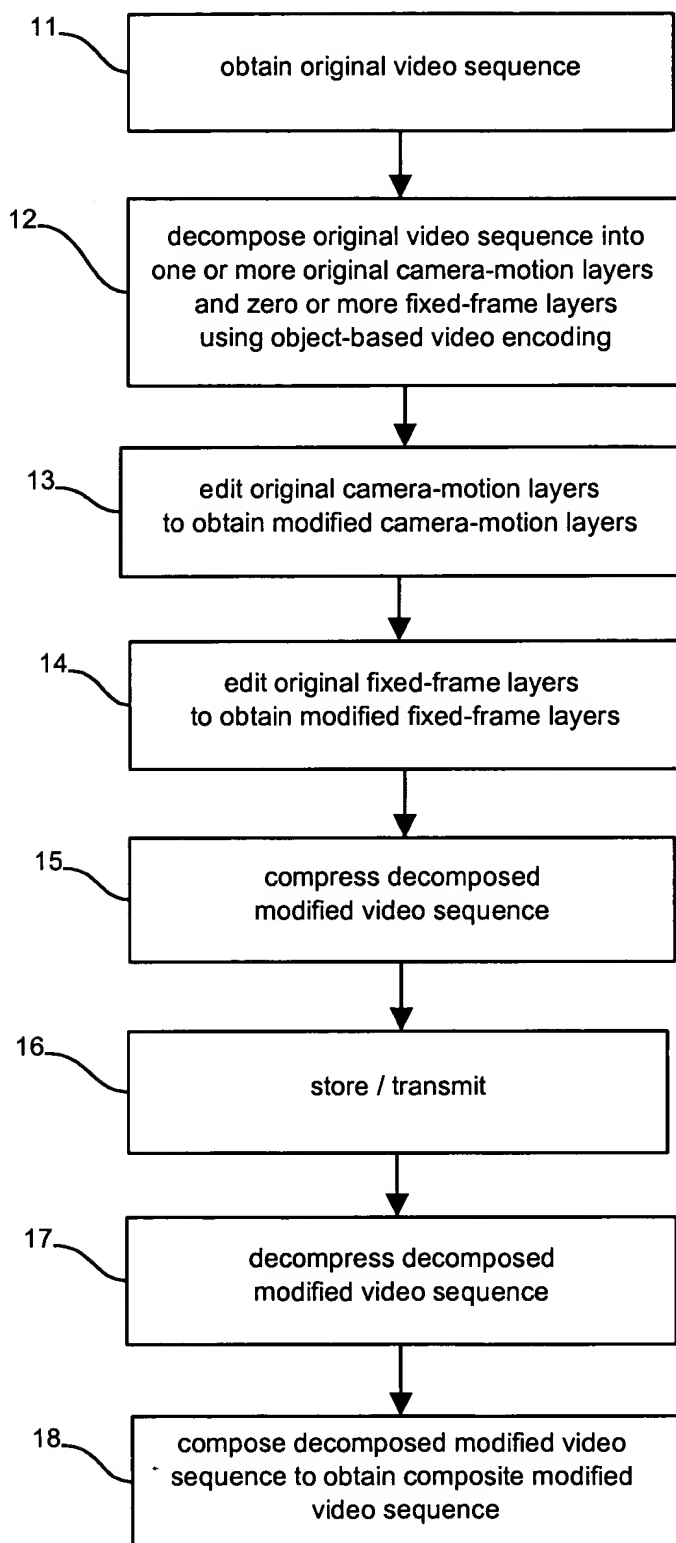 11
obtain original video sequence
12
decompose original video sequence into
one or more original camera-motion layers
and zero or more fixed-frame layers
using object-based video encoding
13
edit original camera-motion layers
to obtain modified camera-motion layers
14
edit original fixed-frame layers
to obtain modified fixed-frame layers
15
compress decomposed
modified video sequence
16
store / transmit
17
decompress decomposed
modified video sequence
18
compose decomposed modified video
sequence to obtain composite modified
video sequence